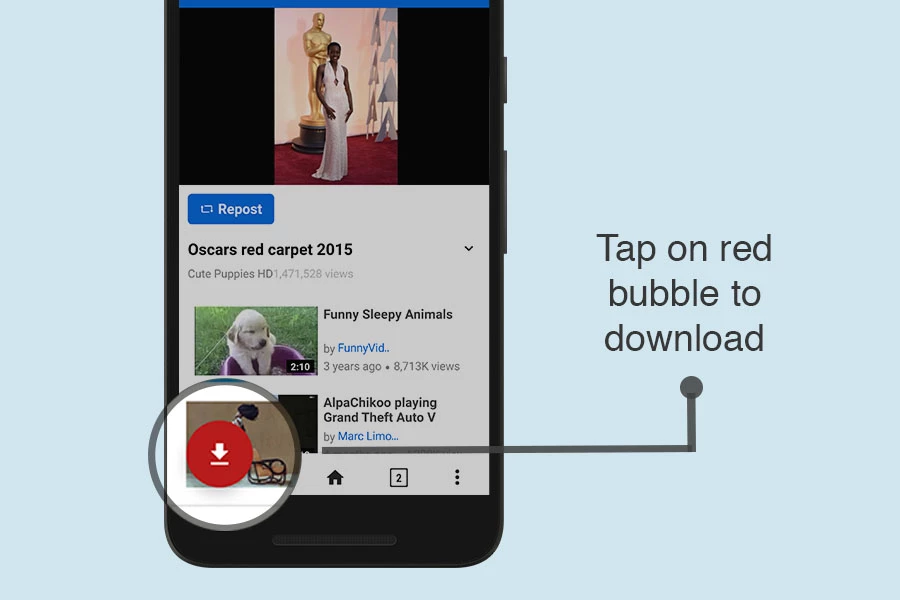 Repost
Oscars red carpet 2015
Cute Puppies HD1,471,528 views
Funny Sleepy Animals
by FunnyVid..
2:10
3 years ago • 8,713K views
AlpaChikoo playing
Grand Theft Auto V
by Marc Limo...
2
Tap on red
bubble to
download